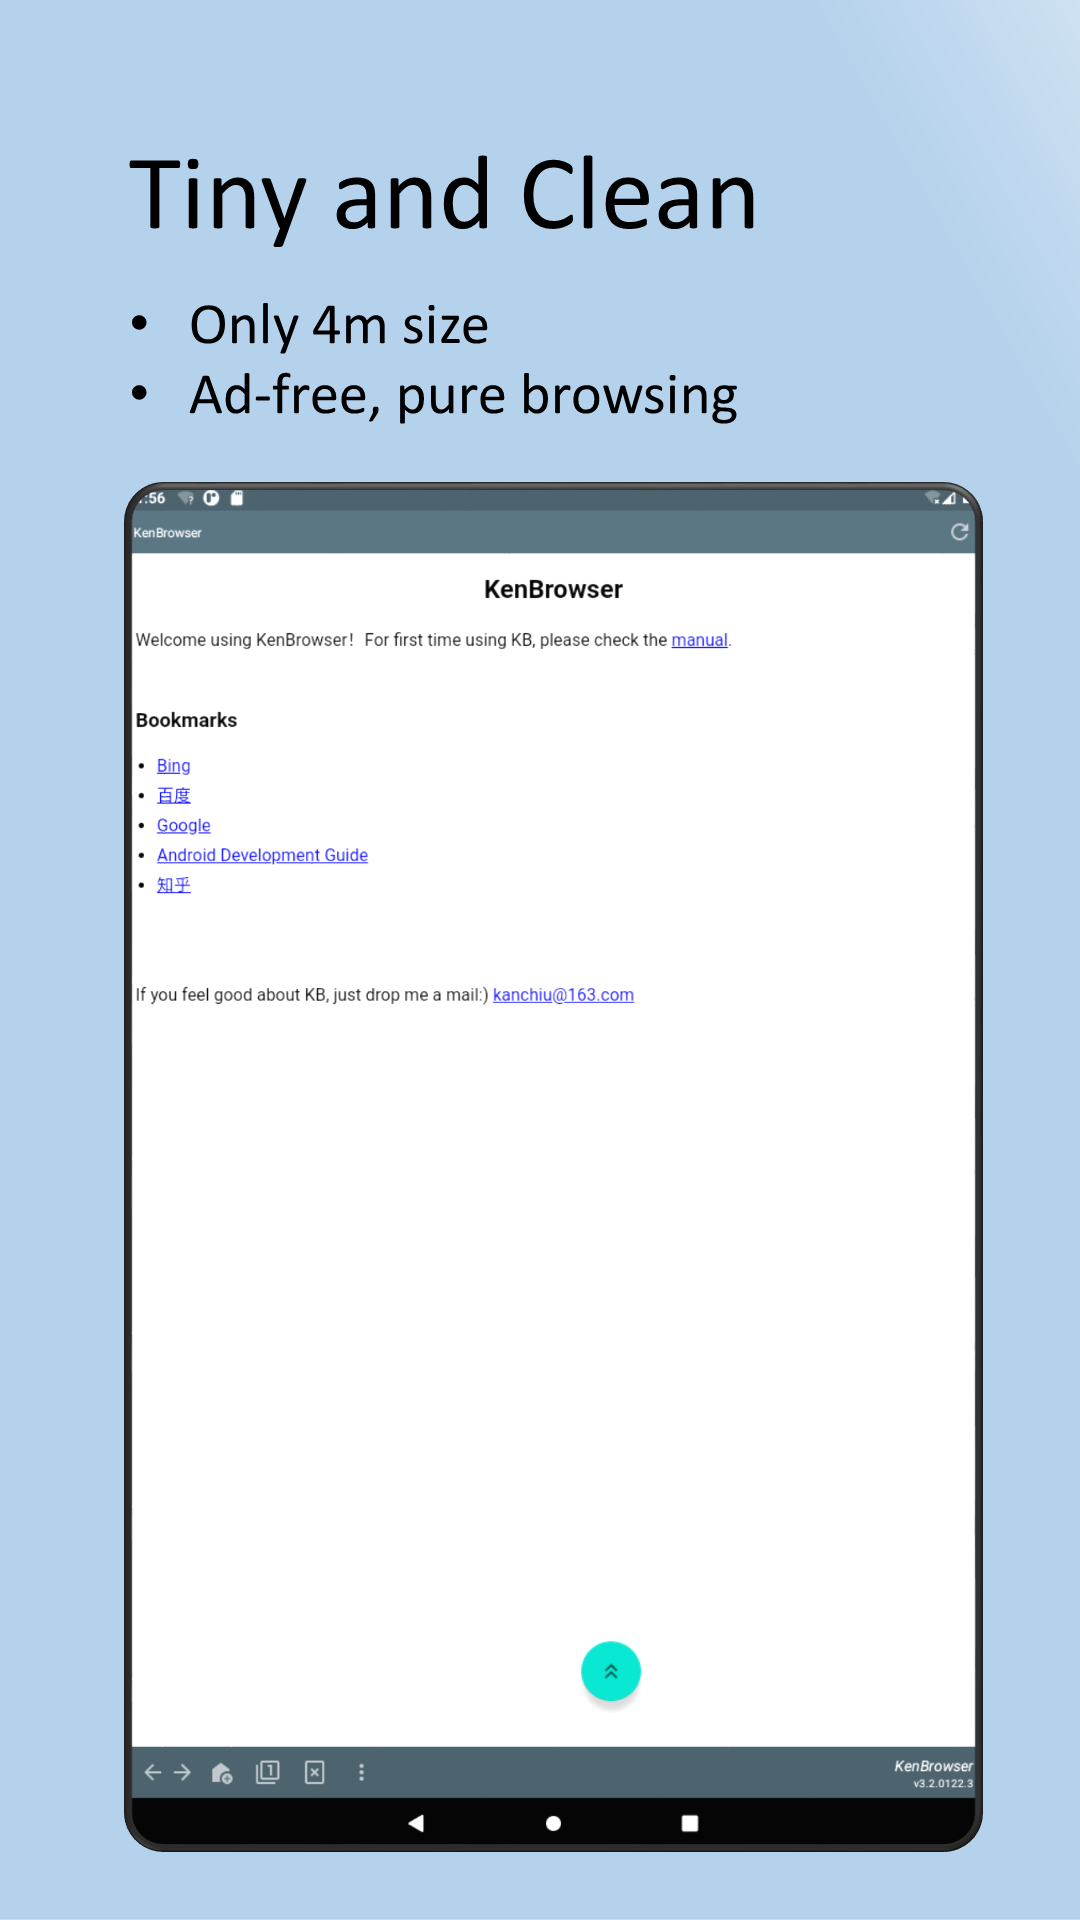 Tiny and Clean
• Only 4m size
• Ad-free, pure browsing
:56
KenBrowser
KenBrowser
Welcome using KenBrowser！For first time using KB, please check the manual.
Bookmarks
• Bing
• 百度
• Google
• Android Development Guide
• 知乎
If you feel good about KB, just drop me a mail:) kanchiu@163.com
1
KenBrowser
v3.2.0122.3